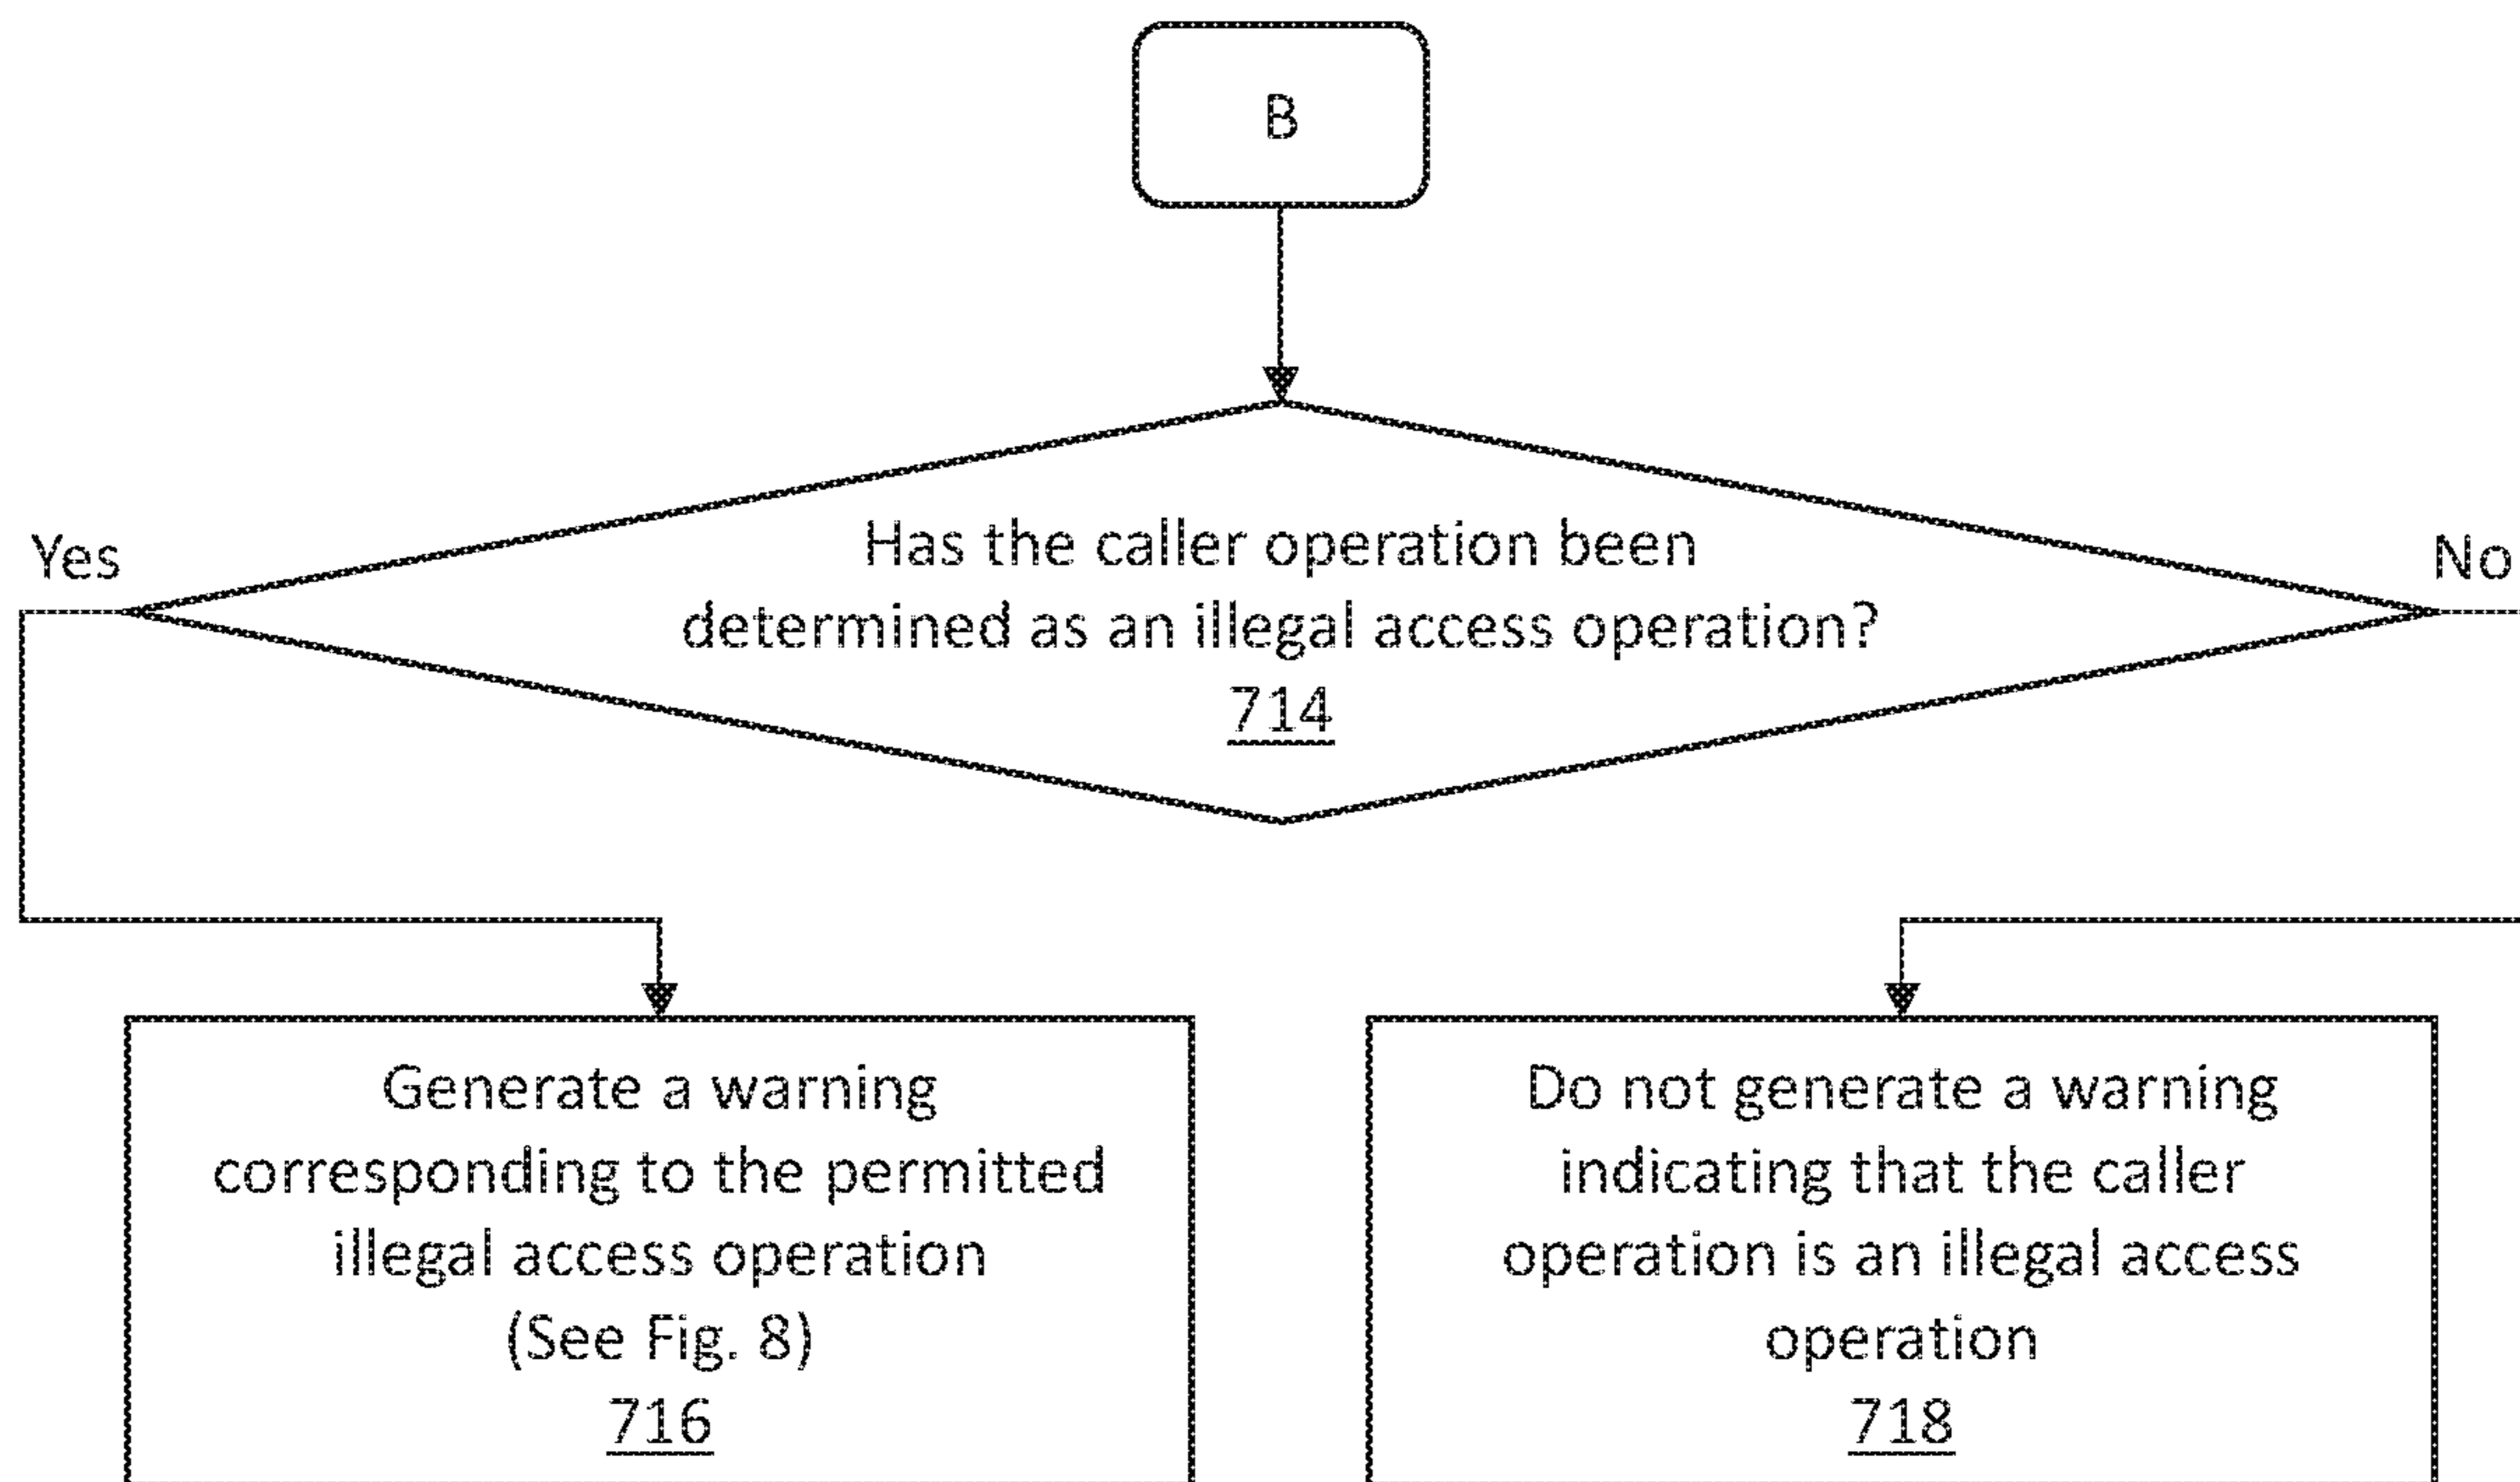 B
Has the caller operation been
determined as an illegal access operation?
714
Yes
No
Generate a warning
corresponding to the permitted
illegal access operation
(See Fig. 8)
716
Do not generate a warning
indicating that the caller
operation is an illegal access
operation
718